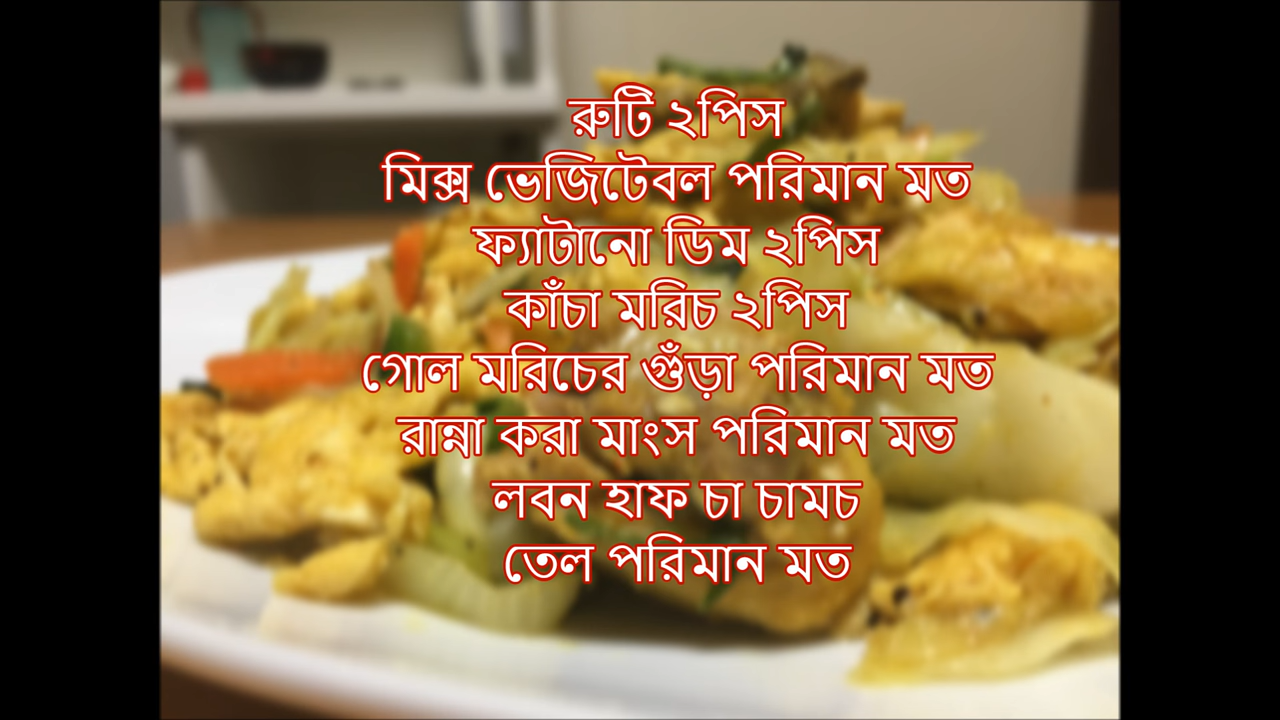 রুটি ২পিস
মিক্স ভেজিটেবল পরিমান মত
ফ্যাটানো ডিম ২পিস
কাঁচা মরিচ ২পিস
গোল মরিচের গুঁড়া পরিমান মত
রান্না করা মাংস পরিমান মত
লবন হাফ চা চামচ
তেল পরিমান মত